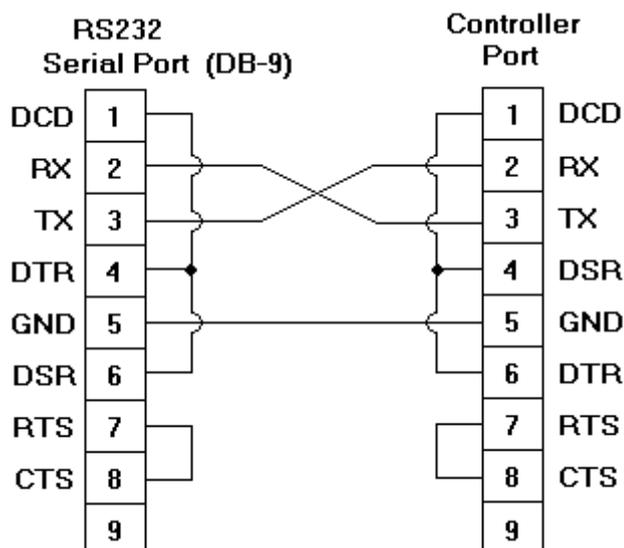 RS232
Serial Port (DB-9)
Controller
Port
DCD 1 1 DCD
RX 2 2 RX
TX 3 3 TX
DTR 4 4 DSR
GND 5 5 GND
DSR 6 6 DTR
RTS 7 7 RTS
CTS 8 8 CTS
9 9